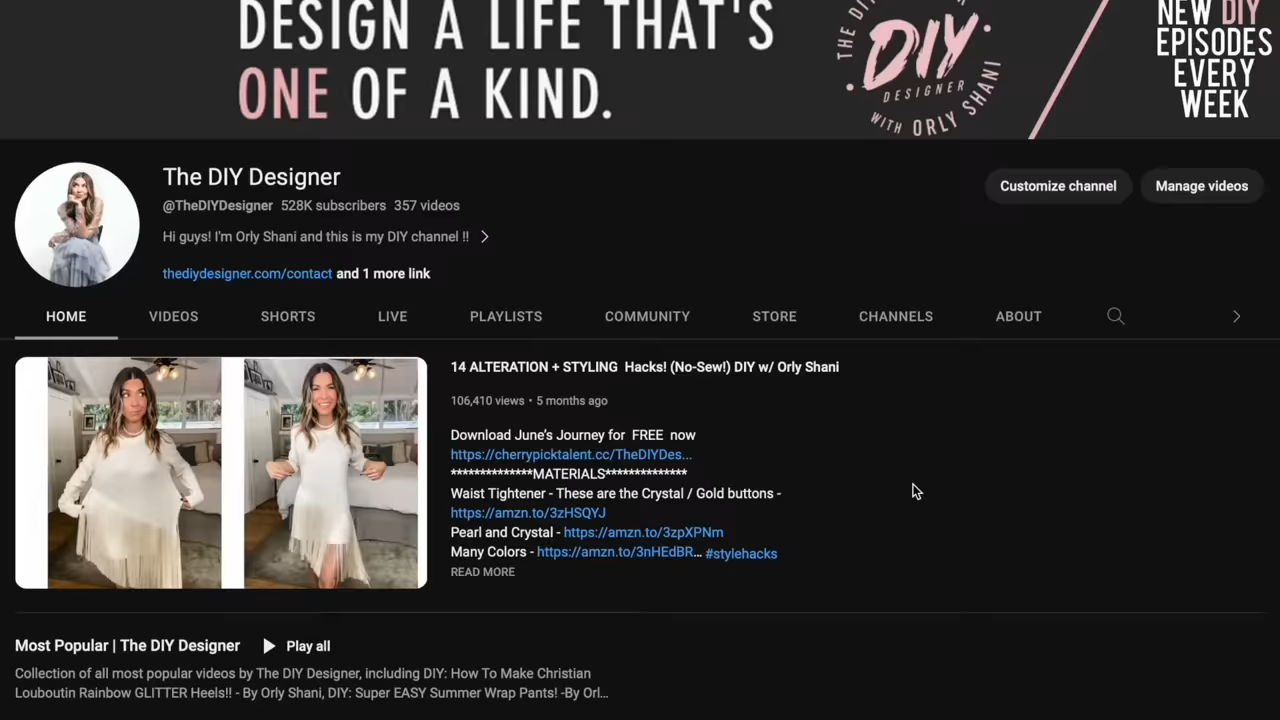 DESIGN A LIFE THAT'S
ONE OF A KIND.
DIY
DESIGNER
WITH ORLY SHANI
NEW DIY
EPISODES
EVERY
WEEK
The DIY Designer
@TheDIYDesigner 528K subscribers 357 videos
Hi guys! I'm Orly Shani and this is my DIY channel !!
thediydesigner.com/contact and 1 more link
Customize channel
Manage videos
HOME VIDEOS SHORTS LIVE PLAYLISTS COMMUNITY STORE CHANNELS ABOUT
14 ALTERATION + STYLING Hacks! (No-Sew!) DIY w/ Orly Shani
106,410 views • 5 months ago
Download June's Journey for FREE now
https://cherrypicktalent.cc/TheDIYDes...
**************MATERIALS**************
Waist Tightener - These are the Crystal / Gold buttons -
https://amzn.to/3zHSQYJ
Pearl and Crystal - https://amzn.to/3zpXPNm
Many Colors - https://amzn.to/3nHEdBR... #stylehacks
READ MORE
Most Popular | The DIY Designer Play all
Collection of all most popular videos by The DIY Designer, including DIY: How To Make Christian
Louboutin Rainbow GLITTER Heels!! - By Orly Shani, DIY: Super EASY Summer Wrap Pants! -By Orl...